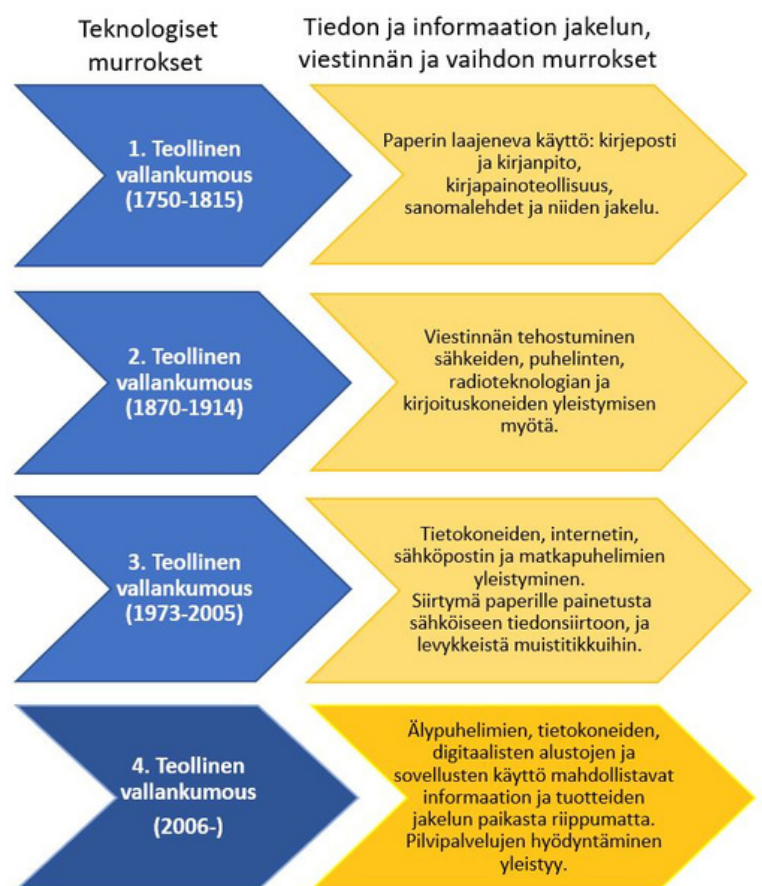 Teknologiset
murrokset
Tiedon ja informaation jakelun,
viestinnän ja vaihdon murrokset
1. Teollinen
vallankumous
(1750-1815)
Paperin laajeneva käyttö: kirjeposti
ja kirjanpito,
kirjapainoteollisuus,
sanomalehdet ja niiden jakelu.
2. Teollinen
vallankumous
(1870-1914)
Viestinnän tehostuminen
sähkeiden, puhelinten,
radioteknologian ja
kirjoituskoneiden yleistymisen
myötä.
3. Teollinen
vallankumous
(1973-2005)
Tietokoneiden, internetin,
sähköpostin ja matkapuhelimien
yleistyminen.
Siirtymä paperille painetusta
sähköiseen tiedonsiirtoon, ja
levykkeistä muistitikkuihin.
4. Teollinen
vallankumous
(2006-)
Älypuhelimien, tietokoneiden,
digitaalisten alustojen ja
sovellusten käyttö mahdollistavat
informaation ja tuotteiden
jakelun paikasta riippumatta.
Pilvipalvelujen hyödyntäminen
yleistyy.